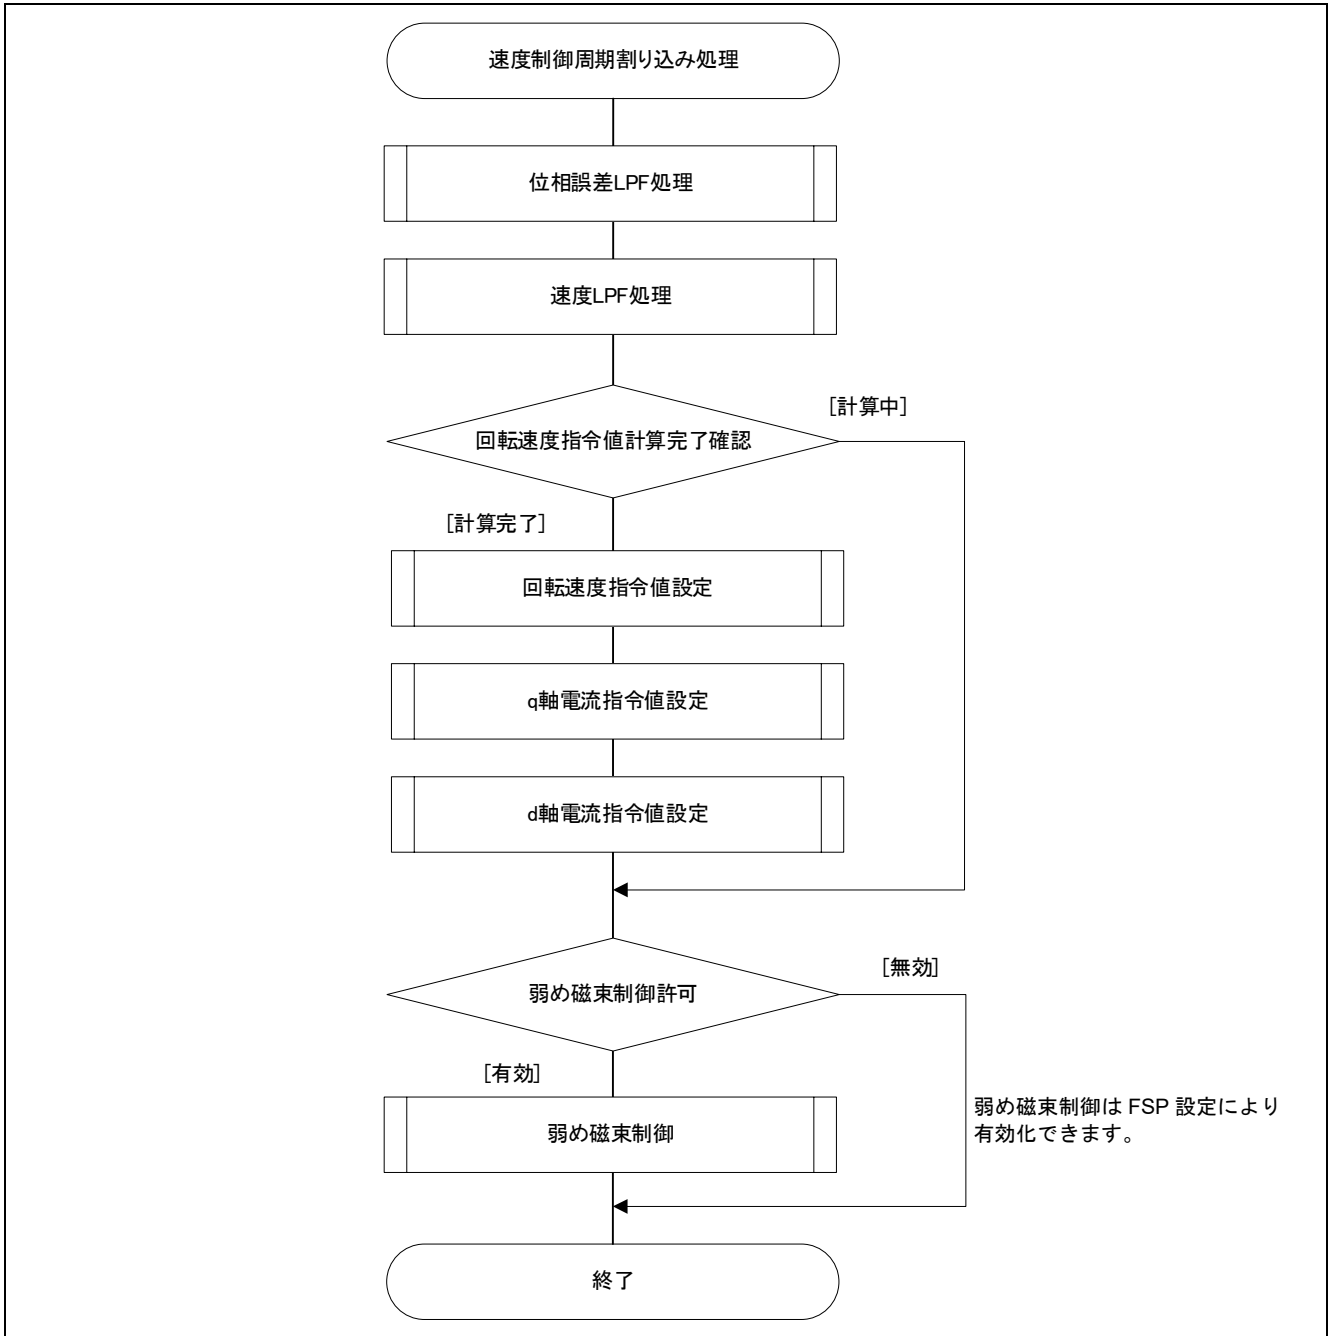 速度制御周期割り込み処理
位相誤差LPF処理
速度LPF処理
[計算中]
回転速度指令値計算完了確認
[計算完了]
回転速度指令値設定
q軸電流指令値設定
d軸電流指令値設定
[無効]
弱め磁束制御許可
[有効]
弱め磁束制御は FSP 設定により
有効化できます。
弱め磁束制御
終了